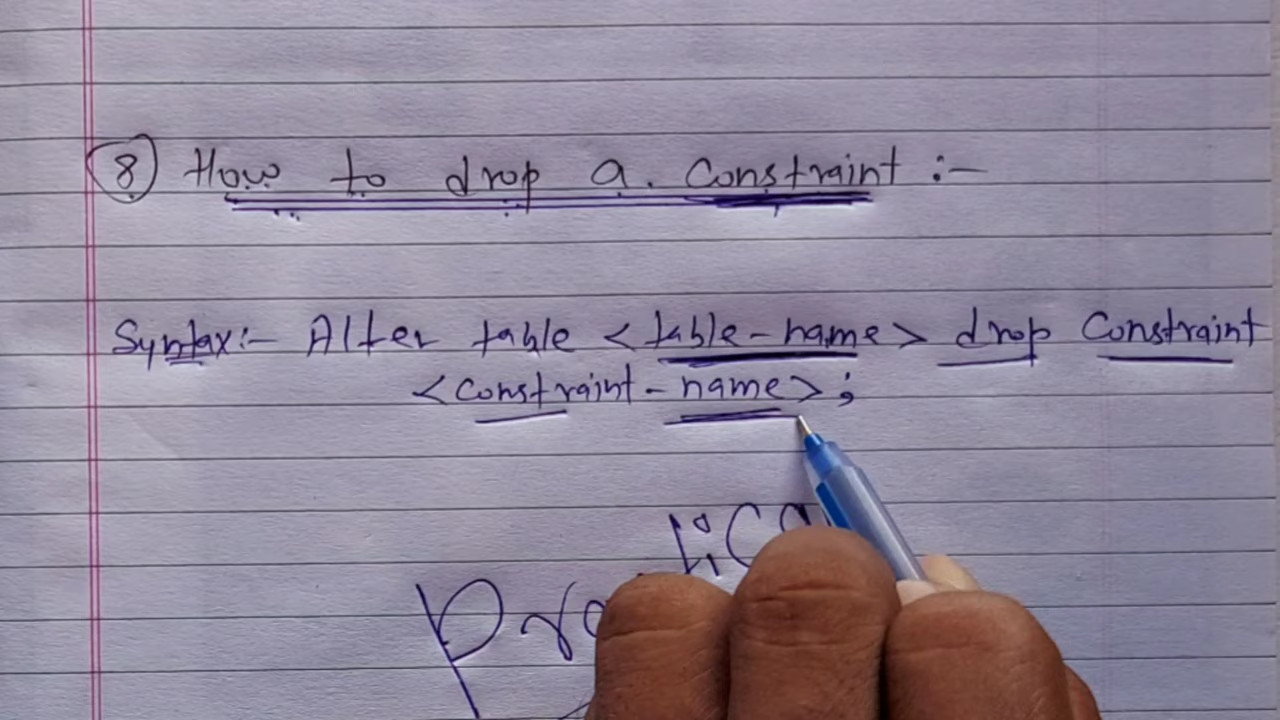 8 How to drop a. Constraint :-
Syntax:- Alter table <table-name> drop Constraint
<Constraint-name>;